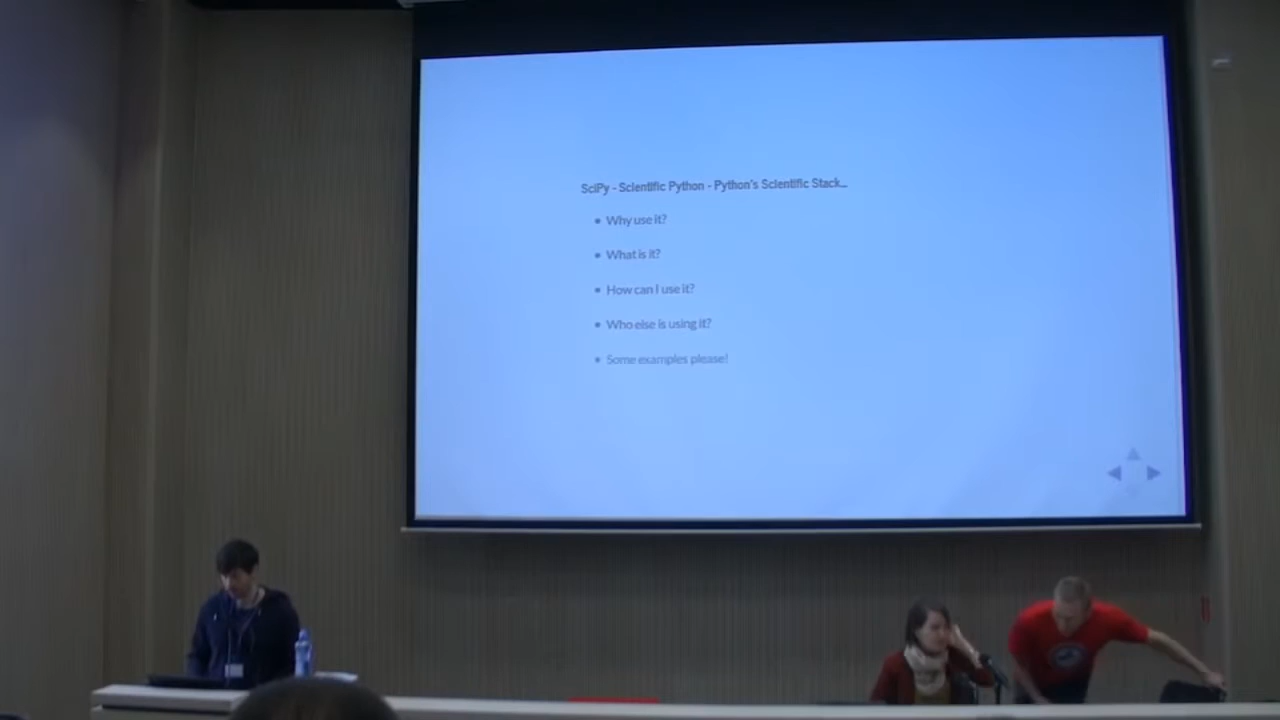 SciPy - Scientific Python - Python's Scientific Stack...
• Why use it?
• What is it?
• How can I use it?
• Who else is using it?
• Some examples please!